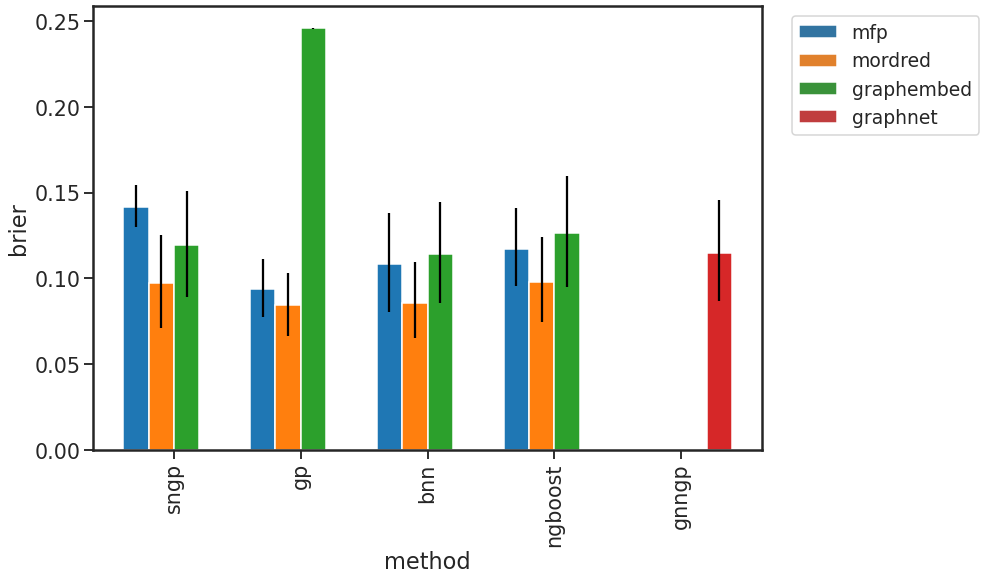 0.25
0.20
0.15
0.10
0.05
0.00
brier
sngp
gp
bnn
ngboost
gnngp
method
mfp
mordred
graphembed
graphnet